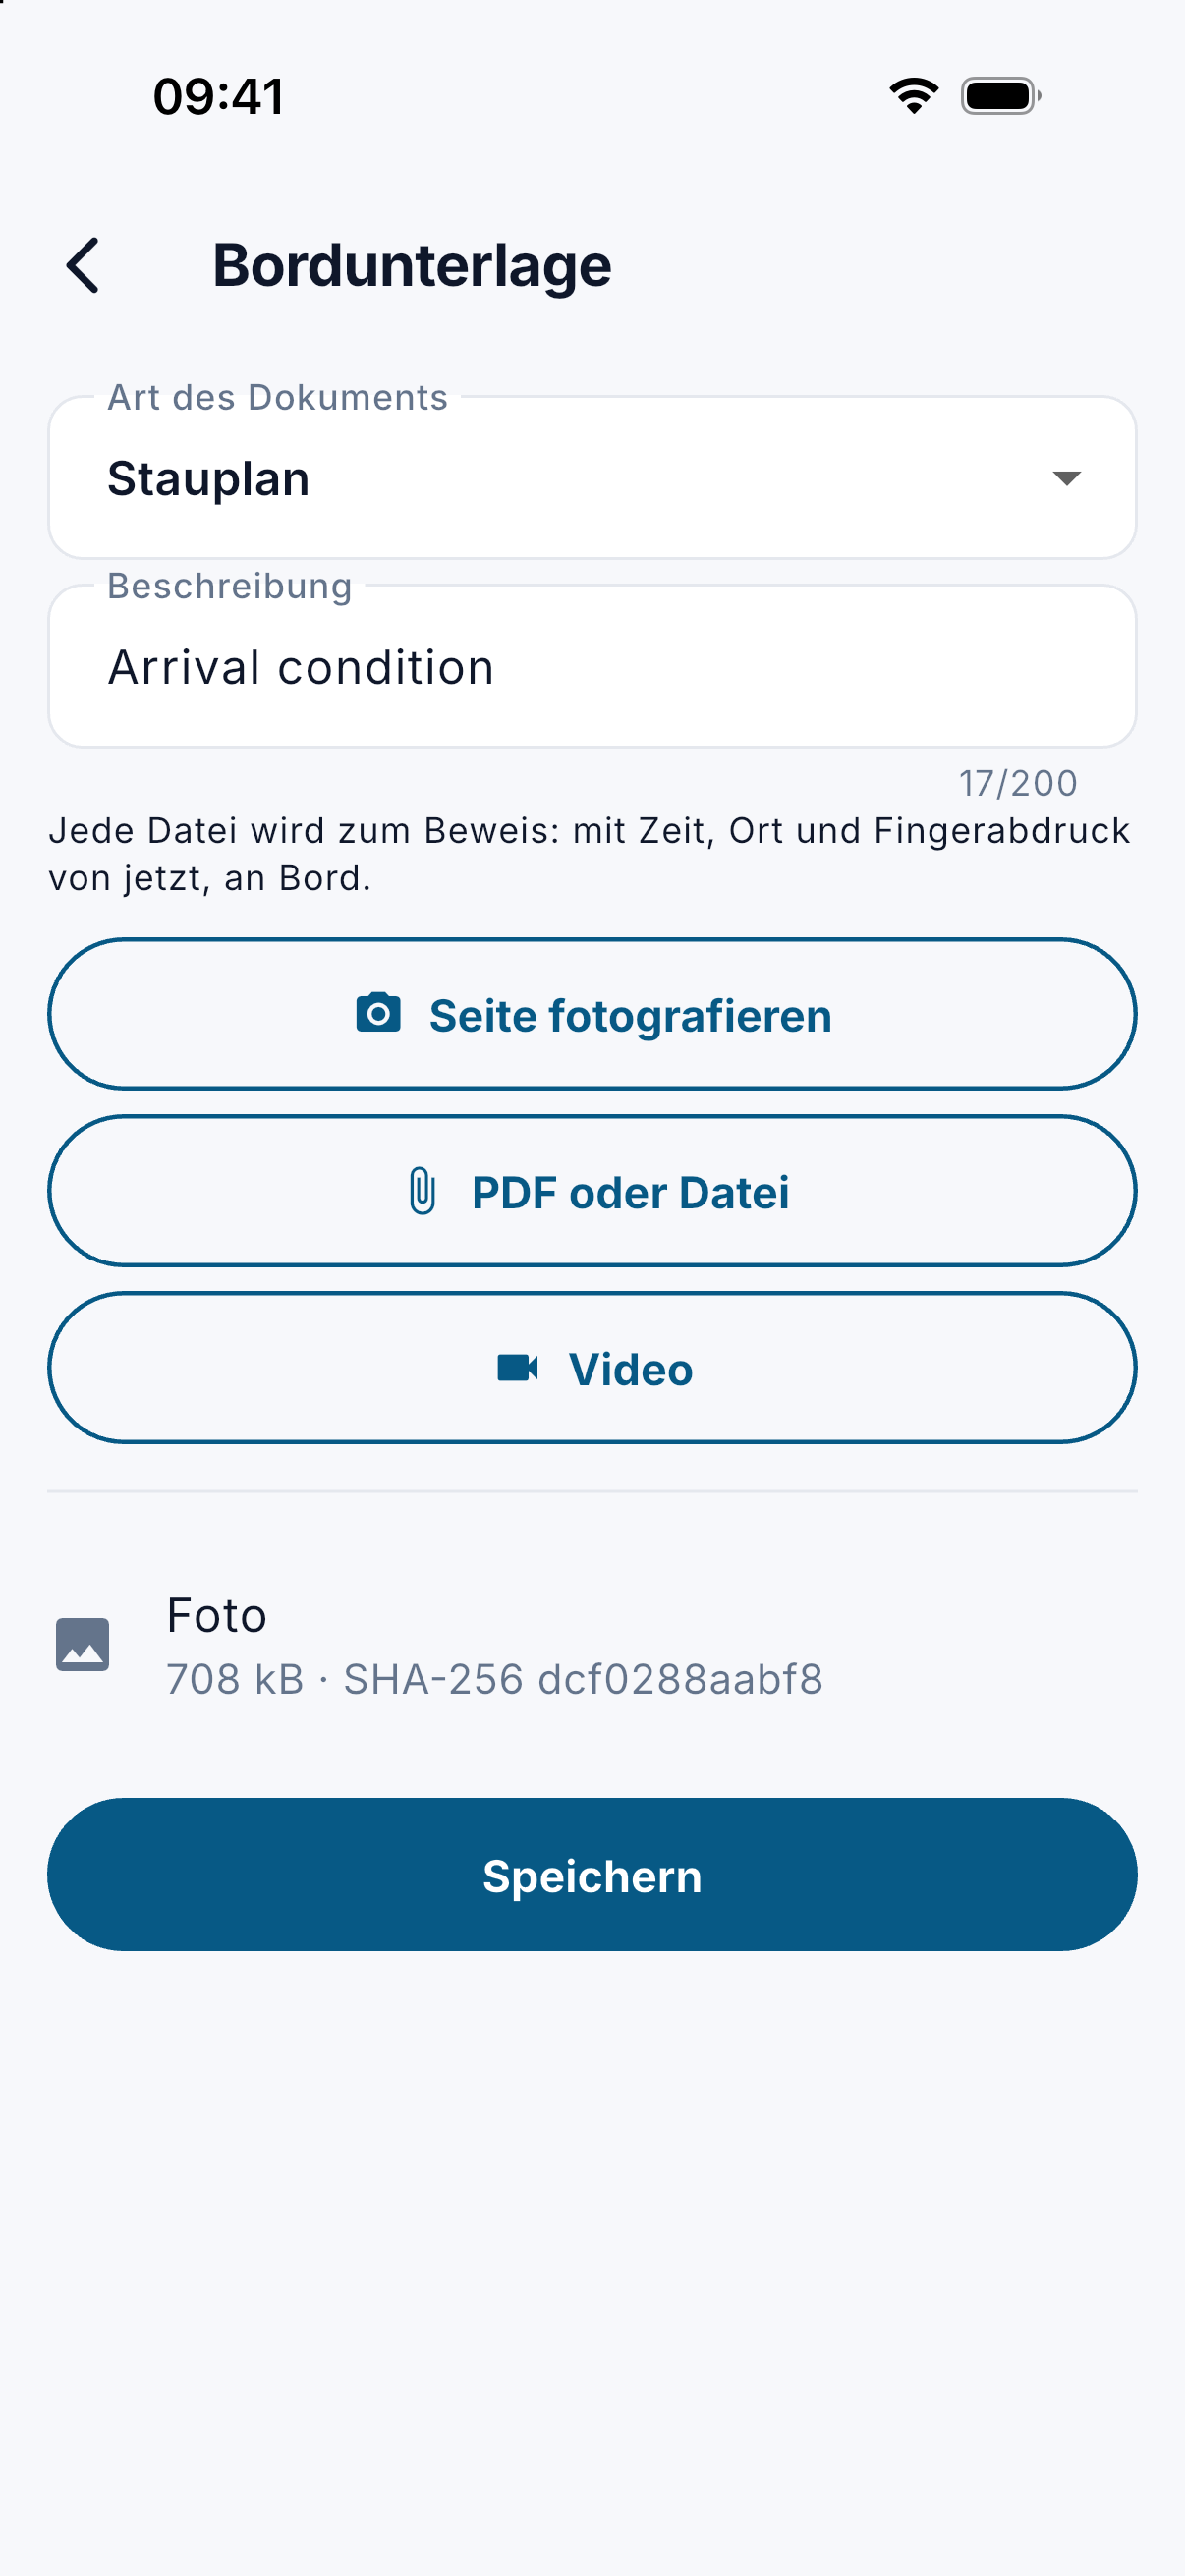 09:41
Bordunterlage
Art des Dokuments
Stauplan
Beschreibung
Arrival condition
17/200
Jede Datei wird zum Beweis: mit Zeit, Ort und Fingerabdruck
von jetzt, an Bord.
Seite fotografieren
PDF oder Datei
Video
Foto
708 kB · SHA-256 dcf0288aabf8
Speichern